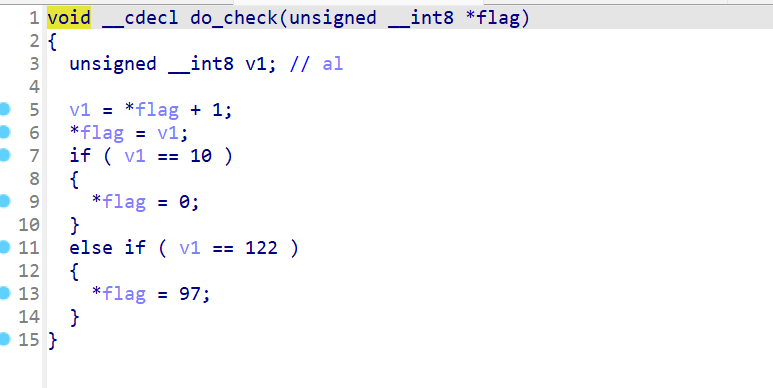 1 void __cdecl do_check(unsigned __int8 *flag)
2 {
3   unsigned __int8 v1; // al
4
5   v1 = *flag + 1;
6   *flag = v1;
7   if ( v1 == 10 )
8   {
9     *flag = 0;
10   }
11   else if ( v1 == 122 )
12   {
13     *flag = 97;
14   }
15 }